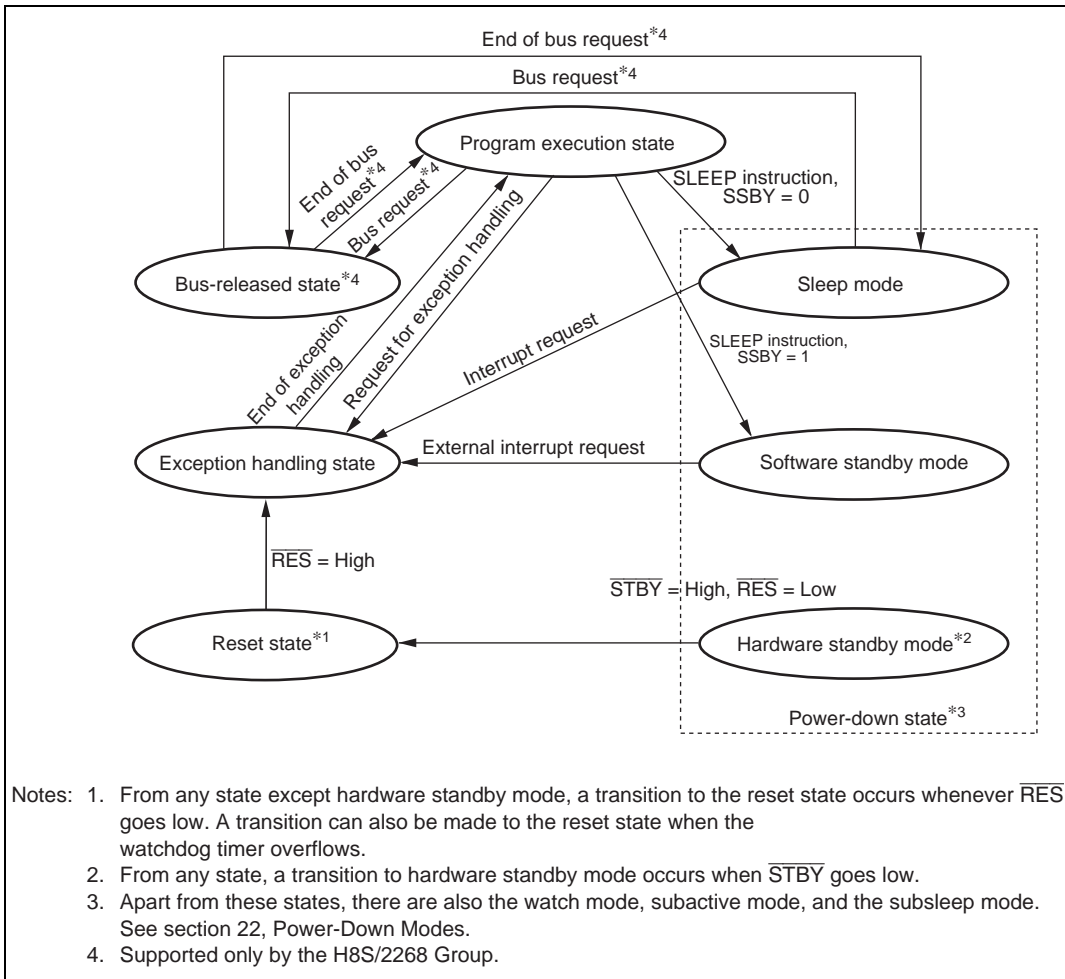 End of bus request*4
Bus request*4
Program execution state
End of bus
request*4
Bus request*4
SLEEP instruction,
SSBY = 0
Request for exception handling
Bus-released state*4
Sleep mode
End of exception
handling
Interrupt request
SLEEP instruction,
SSBY = 1
Exception handling state
External interrupt request
Software standby mode
RES = High
STBY = High, RES = Low
Reset state*1
Hardware standby mode*2
Power-down state*3
Notes: 1. From any state except hardware standby mode, a transition to the reset state occurs whenever RES
goes low. A transition can also be made to the reset state when the
watchdog timer overflows.
2. From any state, a transition to hardware standby mode occurs when STBY goes low.
3. Apart from these states, there are also the watch mode, subactive mode, and the subsleep mode.
See section 22, Power-Down Modes.
4. Supported only by the H8S/2268 Group.